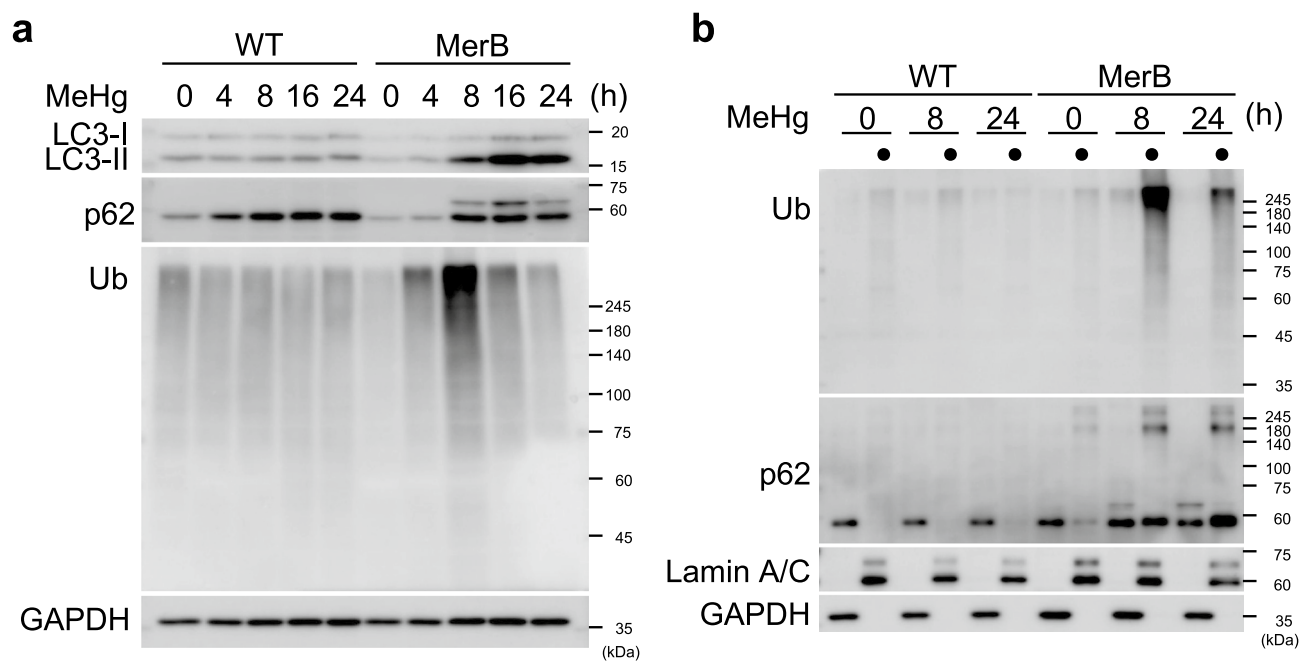 a
WT MerB
MeHg 0 4 8 16 24 0 4 8 16 24 (h)
LC3-I
LC3-II
20
15
p62
75
60
Ub
245
180
140
100
75
60
45
GAPDH
35
(kDa)
b
WT MerB
MeHg 0 8 24 0 8 24 (h)
Ub
245
180
140
100
75
60
45
35
p62
245
180
140
100
75
60
Lamin A/C
75
60
GAPDH
35
(kDa)